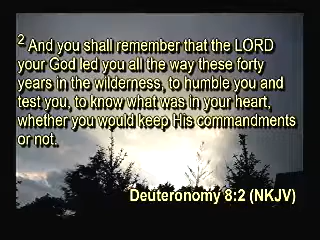 2 And you shall remember that the LORD
your God led you all the way these forty
years in the wilderness, to humble you and
test you, to know what was in your heart,
whether you would keep His commandments
or not.
Deuteronomy 8:2 (NKJV)